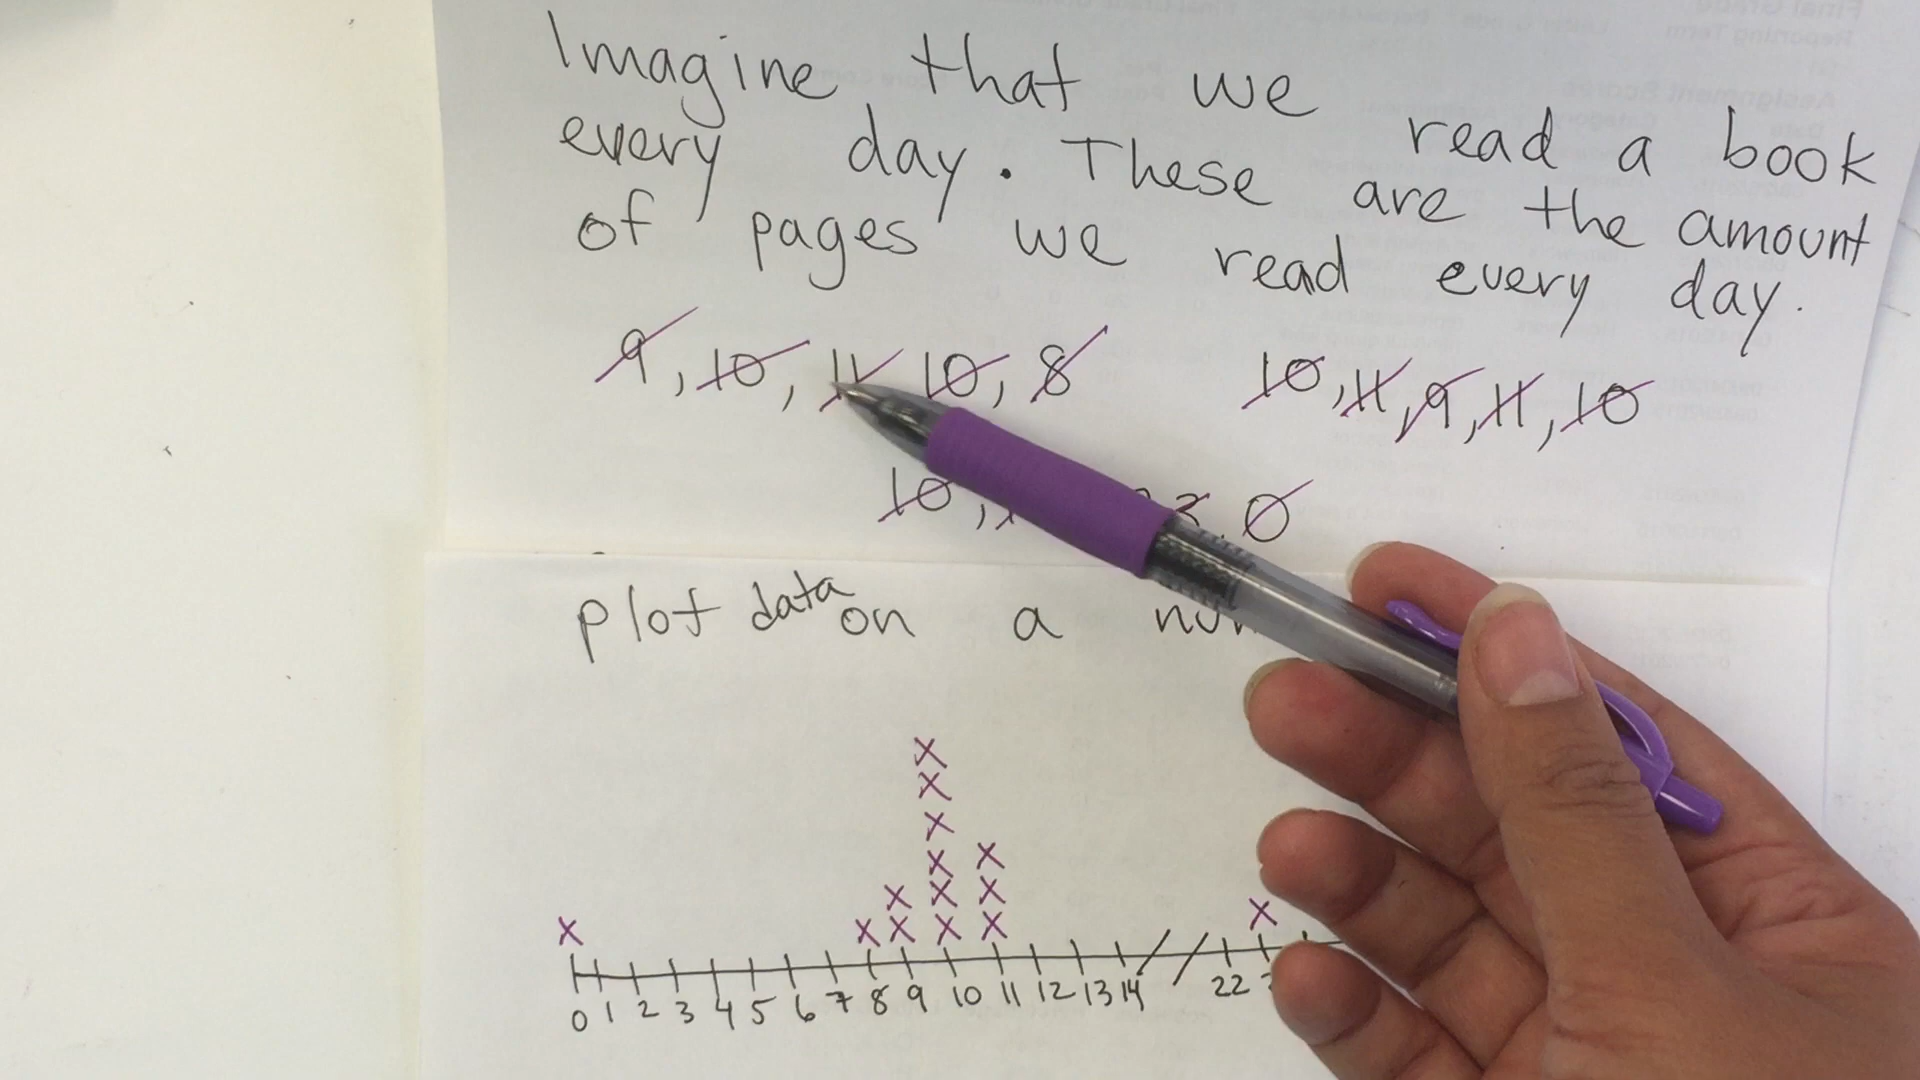 Imagine that we read a book
every day. These are the amount
of pages we read every day.
9, 10, 11 10, 8 10, 11, 9, 11, 10
10, 0
plot data on a
0 1 2 3 4 5 6 7 8 9 10 11 12 13 14 22